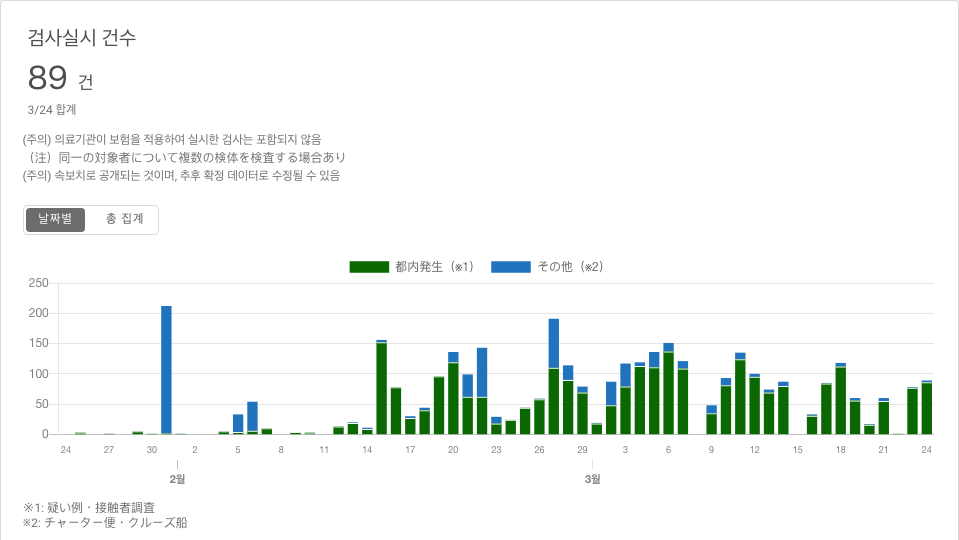 검사실시 건수
89 건
3/24 합계
(주의) 의료기관이 보험을 적용하여 실시한 검사는 포함되지 않음
（注）同一の対象者について複数の検体を検査する場合あり
(주의) 속보치로 공개되는 것이며, 추후 확정 데이터로 수정될 수 있음
날짜별 총 집계
都内発生（※1） その他（※2）
250
200
150
100
50
0
24 27 30 2 5 8 11 14 17 20 23 26 29 3 6 9 12 15 18 21 24
2월 3월
※1: 疑い例・接触者調査
※2: チャーター便・クルーズ船